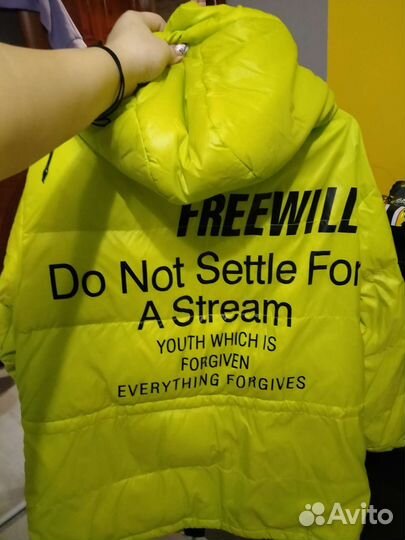 FREEWILL
Do Not Settle For
A Stream
YOUTH WHICH IS
FORGIVEN
EVERYTHING FORGIVES
Avito